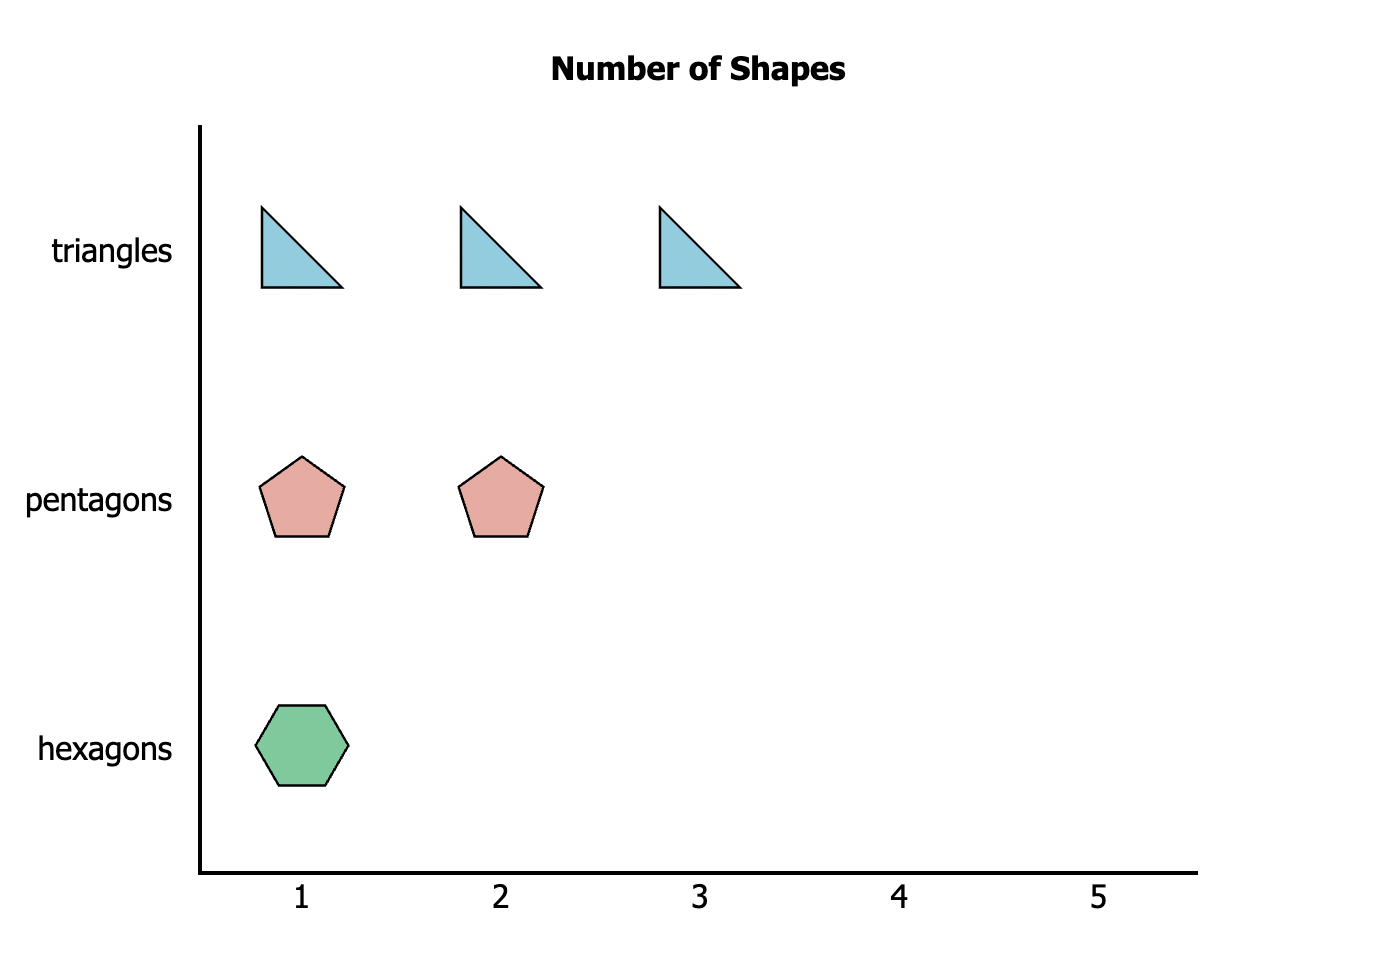 Number of Shapes
triangles
pentagons
hexagons
1 2 3 4 5